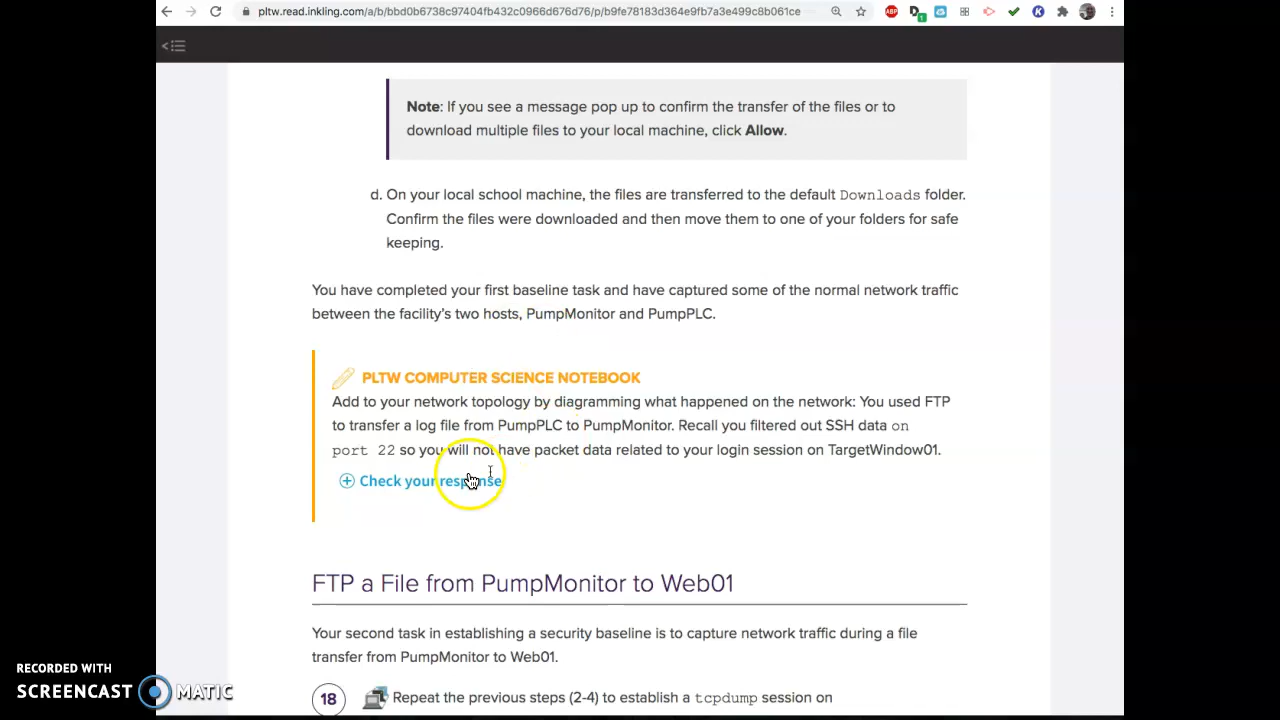 pltw.read.inkling.com/a/b/bbd0b6738c97404fb432c0966d676d76/p/b9fe78183d364e9fb7a3e499c8b061ce
Note: If you see a message pop up to confirm the transfer of the files or to
download multiple files to your local machine, click Allow.
d. On your local school machine, the files are transferred to the default Downloads folder.
Confirm the files were downloaded and then move them to one of your folders for safe
keeping.
You have completed your first baseline task and have captured some of the normal network traffic
between the facility's two hosts, PumpMonitor and PumpPLC.
PLTW COMPUTER SCIENCE NOTEBOOK
Add to your network topology by diagramming what happened on the network: You used FTP
to transfer a log file from PumpPLC to PumpMonitor. Recall you filtered out SSH data on
port 22 so you will not have packet data related to your login session on TargetWindow01.
Check your response
FTP a File from PumpMonitor to Web01
Your second task in establishing a security baseline is to capture network traffic during a file
transfer from PumpMonitor to Web01.
18 Repeat the previous steps (2-4) to establish a tcpdump session on
RECORDED WITH
SCREENCAST MATIC